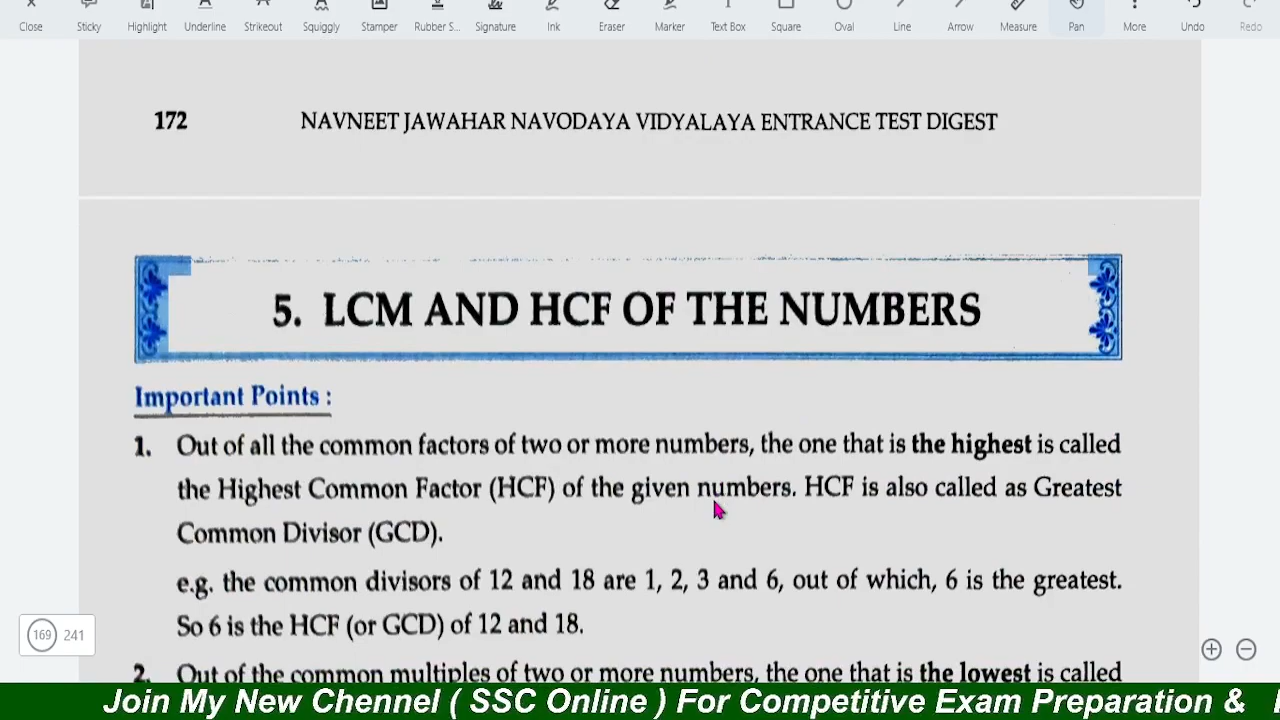 Close Sticky Highlight Underline Strikeout Squiggly Stamper Rubber S... Signature Ink Eraser Marker Text Box Square Oval Line Arrow Measure Pan More Undo Redo
172 NAVNEET JAWAHAR NAVODAYA VIDYALAYA ENTRANCE TEST DIGEST
5. LCM AND HCF OF THE NUMBERS
Important Points :
1. Out of all the common factors of two or more numbers, the one that is the highest is called
the Highest Common Factor (HCF) of the given numbers. HCF is also called as Greatest
Common Divisor (GCD).
e.g. the common divisors of 12 and 18 are 1, 2, 3 and 6, out of which, 6 is the greatest.
So 6 is the HCF (or GCD) of 12 and 18.
169 241
2. Out of the common multiples of two or more numbers, the one that is the lowest is called
Join My New Chennel ( SSC Online ) For Competitive Exam Preparation &